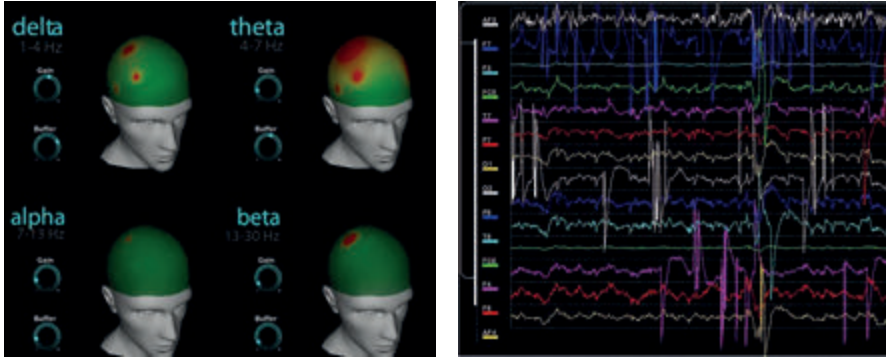 delta
1-4 Hz
Gain
Buffer
theta
4-7 Hz
Gain
Buffer
alpha
7-13 Hz
Gain
Buffer
beta
13-30 Hz
Gain
Buffer
AF3
F7
F3
FC5
T7
P7
O1
O2
P8
T8
FC6
F4
F8
AF4